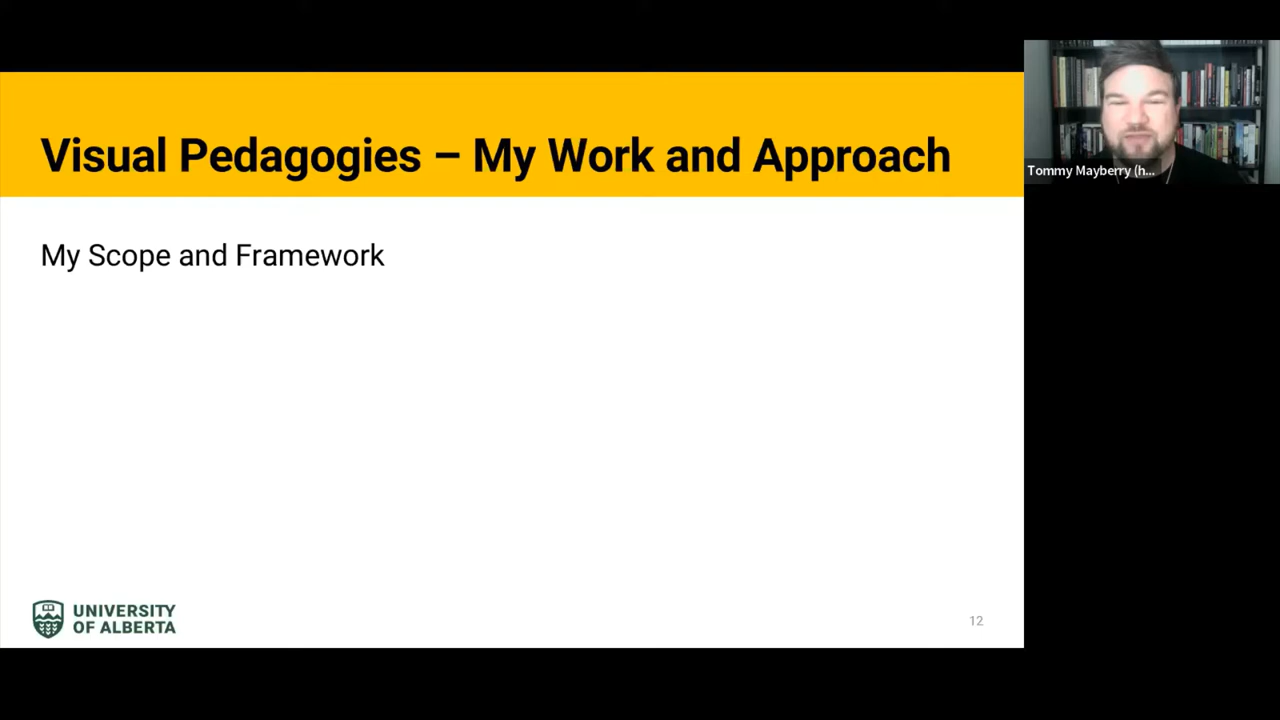 Visual Pedagogies – My Work and Approach
Tommy Mayberry (h...
My Scope and Framework
UNIVERSITY
OF ALBERTA
12